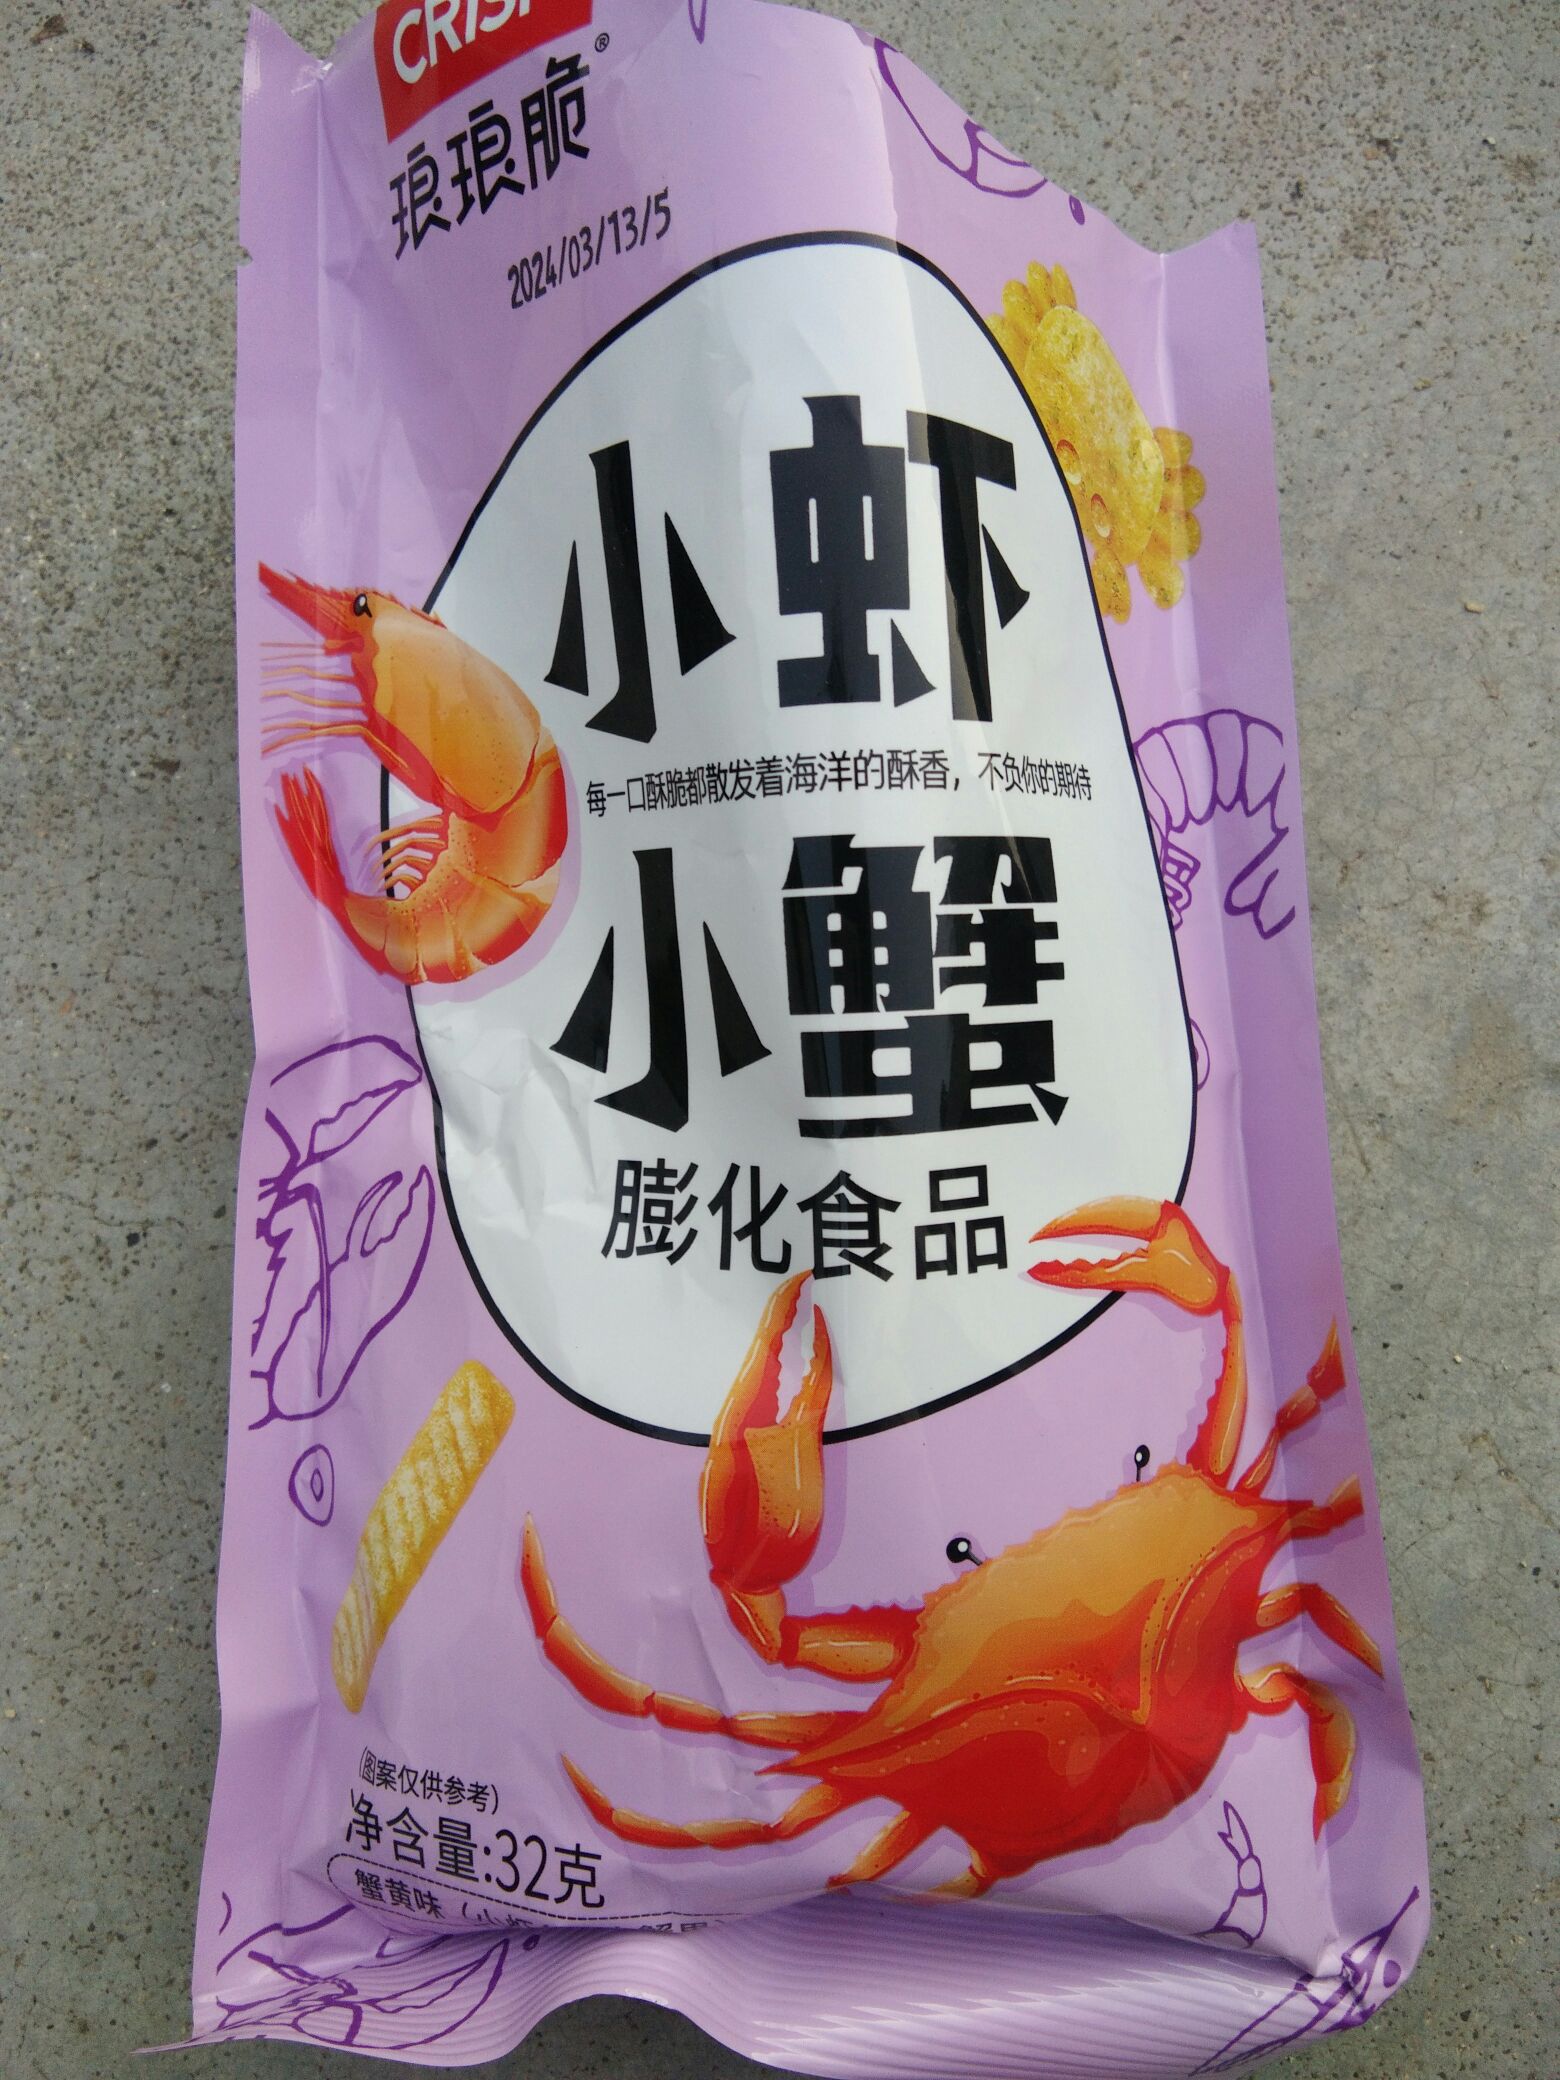 CRISP
琅琅脆®
2024/03/13/5
小虾
每一口酥脆都散发着海洋的酥香，不负你的期待
小蟹
膨化食品
(图案仅供参考)
净含量:32克
蟹黄味